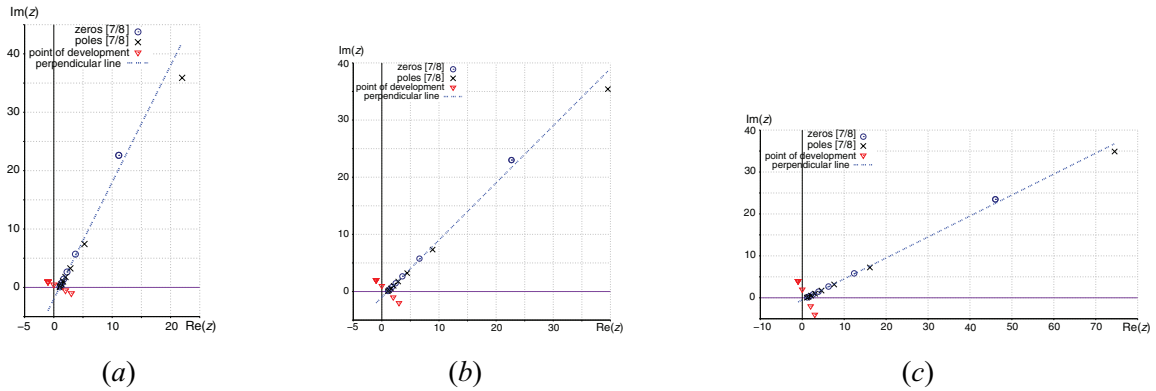 Im(z)
zeros [7/8]
poles [7/8]
point of development
perpendicular line
40
30
20
10
0
−5
0
10
20
Re(z)
(a)
Im(z)
40
zeros [7/8]
poles [7/8]
point of development
perpendicular line
30
20
10
0
−5
−5
0
10
20
30
40
Re(z)
(b)
Im(z)
40
zeros [7/8]
poles [7/8]
point of development
perpendicular line
30
20
10
0
−5
−10
0
10
20
30
40
50
60
70
80
Re(z)
(c)